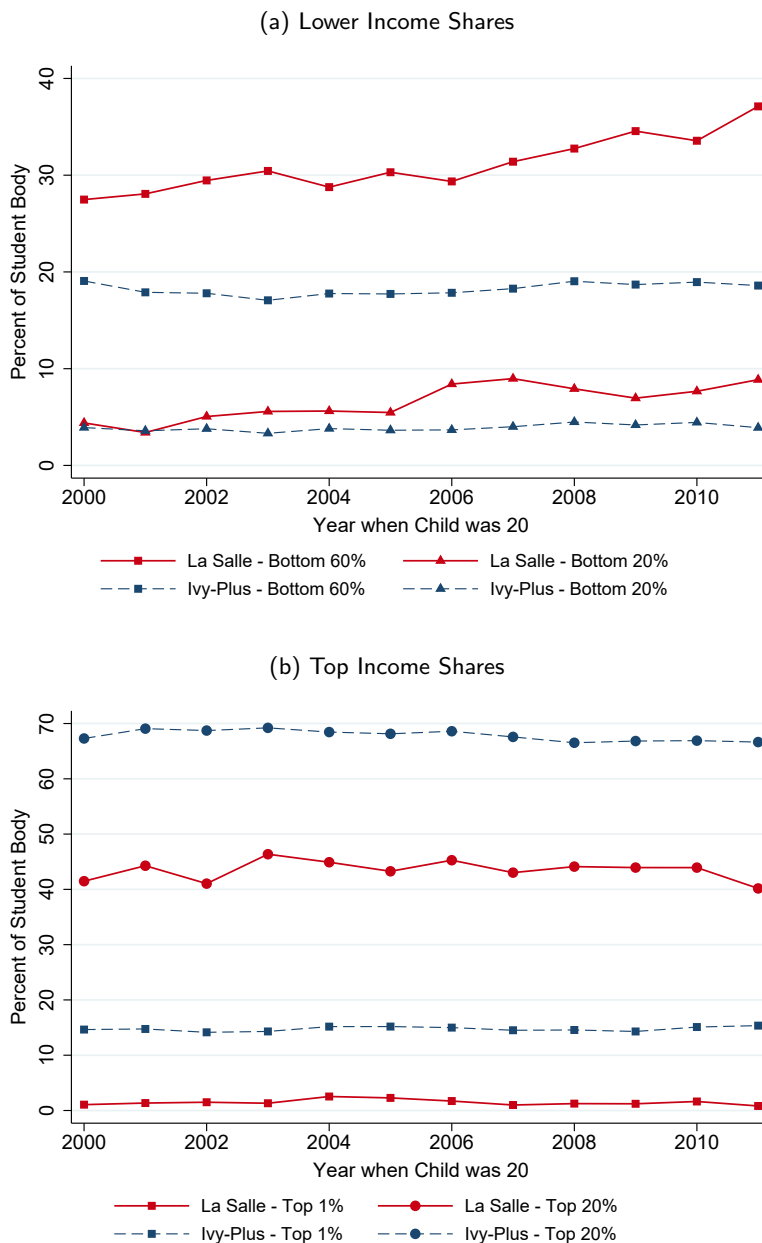 (a) Lower Income Shares
40
30
20
10
0
Percent of Student Body
2000 2002 2004 2006 2008 2010
Year when Child was 20
La Salle - Bottom 60% La Salle - Bottom 20%
Ivy-Plus - Bottom 60% Ivy-Plus - Bottom 20%
(b) Top Income Shares
70
60
50
40
30
20
10
0
Percent of Student Body
2000 2002 2004 2006 2008 2010
Year when Child was 20
La Salle - Top 1% La Salle - Top 20%
Ivy-Plus - Top 1% Ivy-Plus - Top 20%